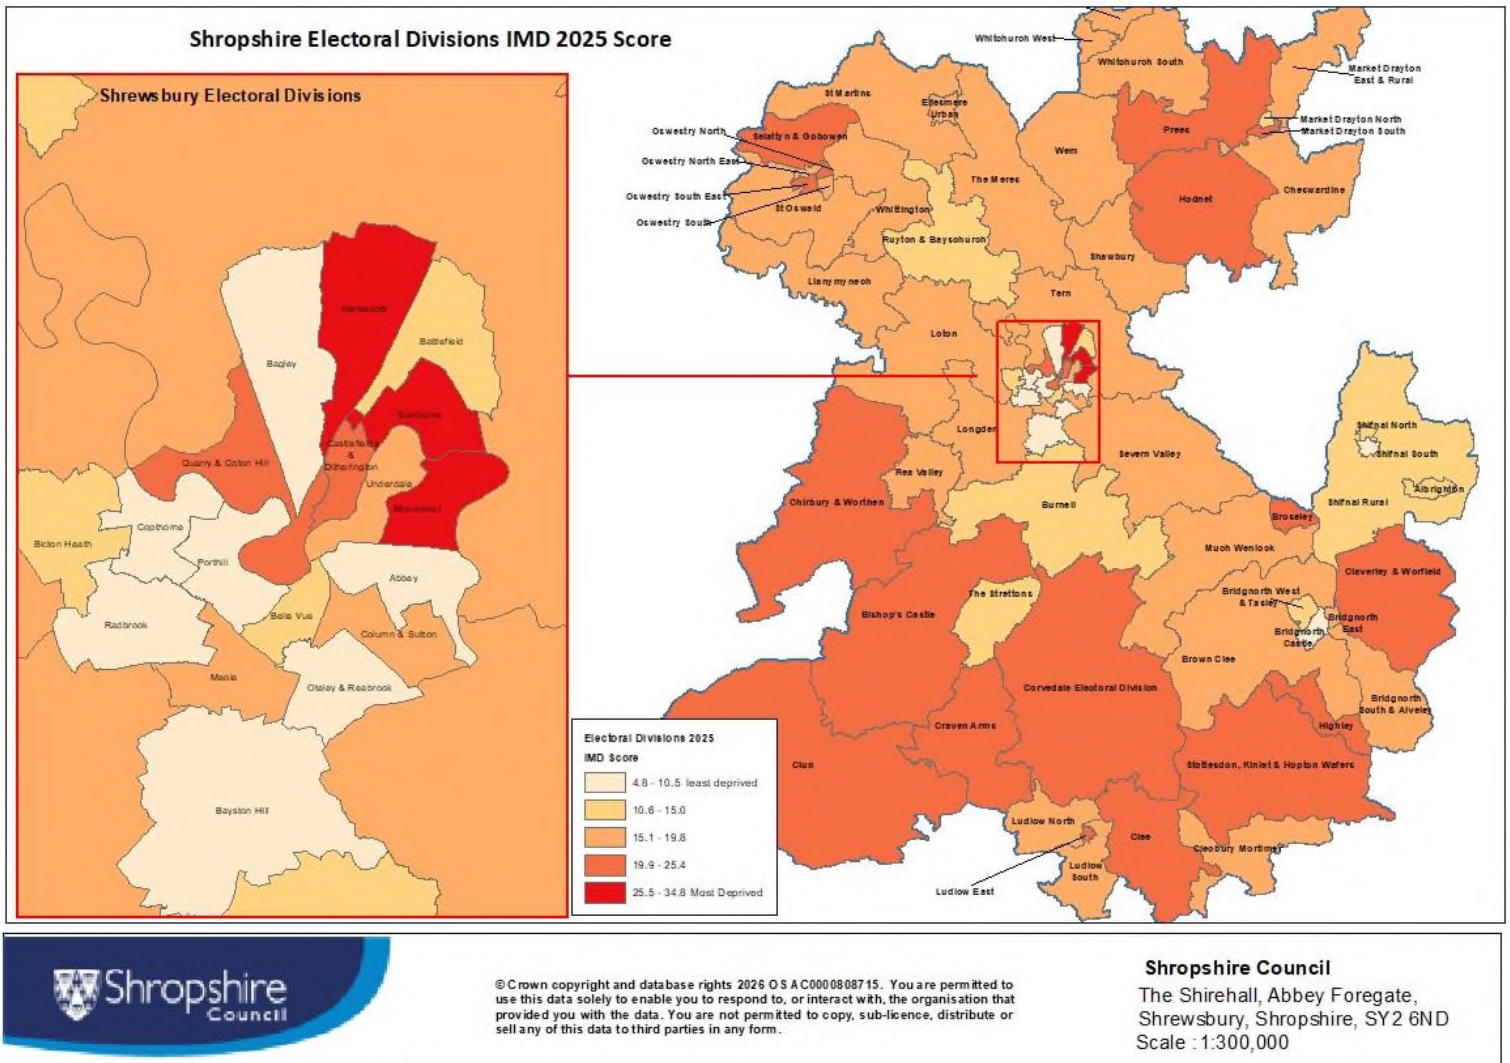 Shropshire Electoral Divisions IMD 2025 Score
Shrewsbury Electoral Divisions
Bagley
Battlefield
Quarry & Coton Hill
Castlefields
&
Ditherington
Underdale
Copthorne
Bicton Heath
Porthill
Abbey
Radbrook
Belle Vue
Column & Sutton
Meole
Oteley & Reabrook
Bayston Hill
Whitchurch West
Whitchurch South
Market Drayton
East & Rural
Market Drayton North
Market Drayton South
St Martins
Ellesmere
Urban
Oswestry North
Selattyn & Gobowen
Prees
Oswestry North East
Wem
The Meres
Cheswardine
Oswestry South East
Hodnet
St Oswald
Whittington
Oswestry South
Ruyton & Baschurch
Shawbury
Llanymynech
Tern
Loton
Longden
Shifnal North
Shifnal South
Severn Valley
Rea Valley
Albrighton
Chirbury & Worthen
Burnell
Shifnal Rural
Broseley
Much Wenlock
Claverley & Worfield
The Strettons
Bridgnorth West
& Tasley
Bishop's Castle
Bridgnorth
East
Bridgnorth
Castle
Brown Clee
Corvedale Electoral Division
Bridgnorth
South & Alveley
Craven Arms
Highley
Clun
Stottesdon, Kinlet & Hopton Wafers
Ludlow North
Clee
Cleobury Mortimer
Ludlow
South
Ludlow East
Electoral Divisions 2025
IMD Score
4.8 - 10.5 least deprived
10.6 - 15.0
15.1 - 19.8
19.9 - 25.4
25.5 - 34.8 Most Deprived
Shropshire
Council
© Crown copyright and database rights 2026 OS AC0000808715. You are permitted to
use this data solely to enable you to respond to, or interact with, the organisation that
provided you with the data. You are not permitted to copy, sub-licence, distribute or
sell any of this data to third parties in any form.
Shropshire Council
The Shirehall, Abbey Foregate,
Shrewsbury, Shropshire, SY2 6ND
Scale : 1:300,000